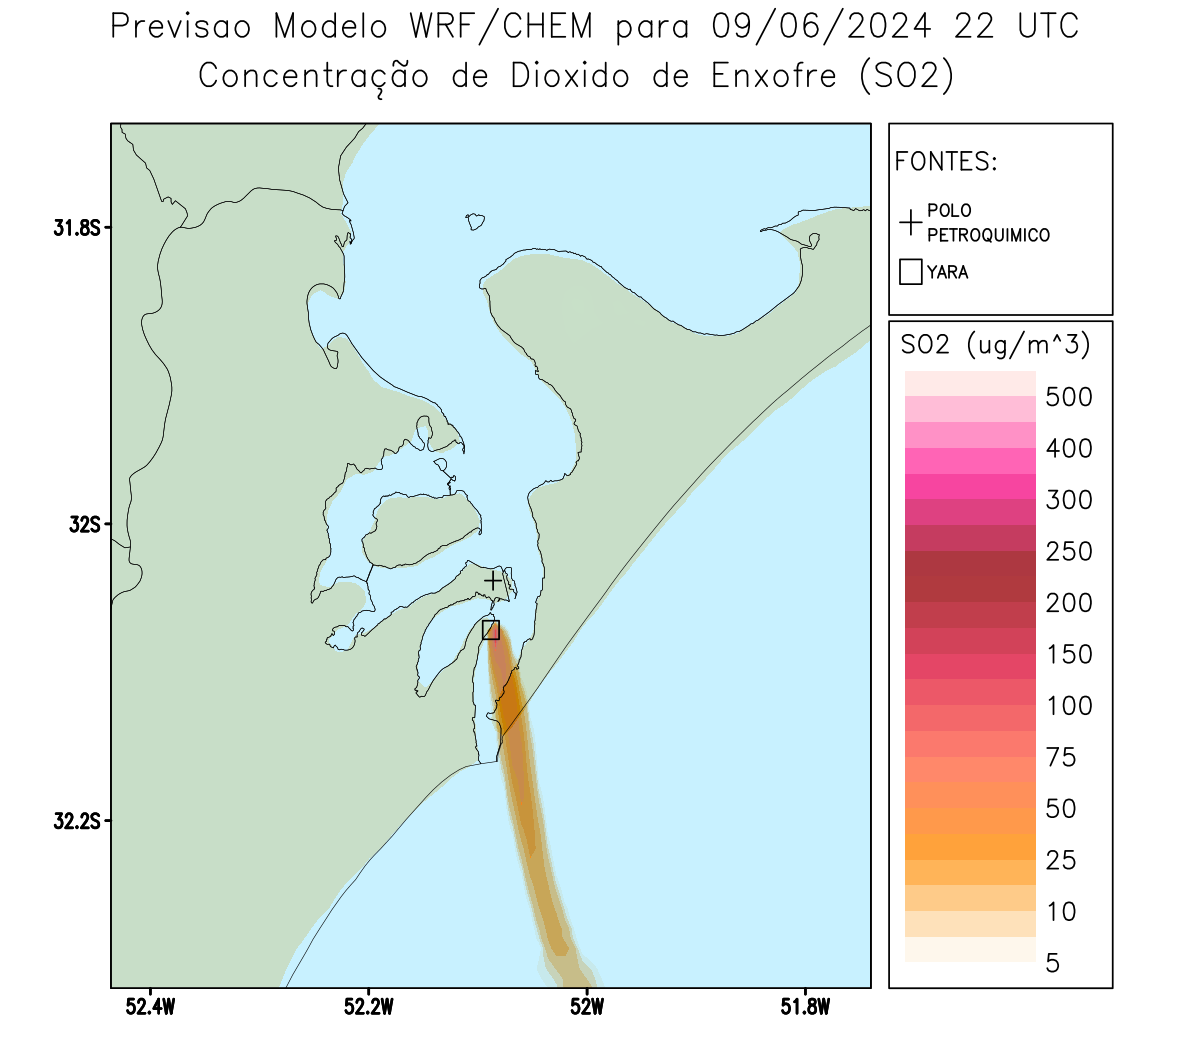 Previsao Modelo WRF/CHEM para 09/06/2024 22 UTC
Concentração de Dioxido de Enxofre (SO2)
FONTES:
POLO
PETROQUIMICO
YARA
SO2 (ug/m^3)
500
400
300
250
200
150
100
75
50
25
10
5
31.8S
32S
32.2S
52.4W
52.2W
52W
51.8W